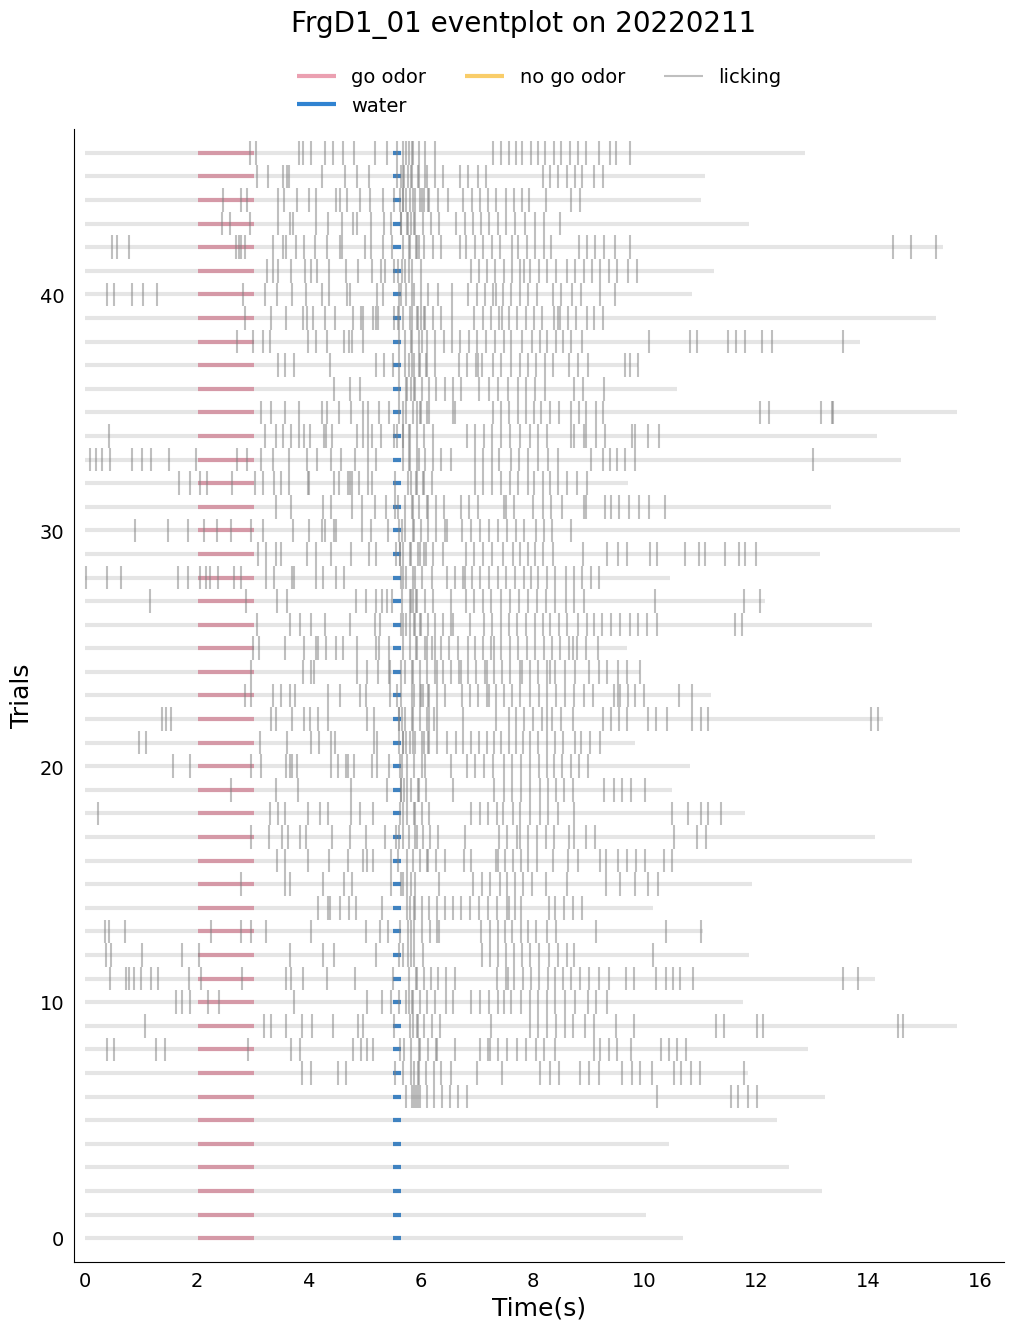 FrgD1_01 eventplot on 20220211
go odor no go odor licking
water
40
30
20
10
0
Trials
0 2 4 6 8 10 12 14 16
Time(s)